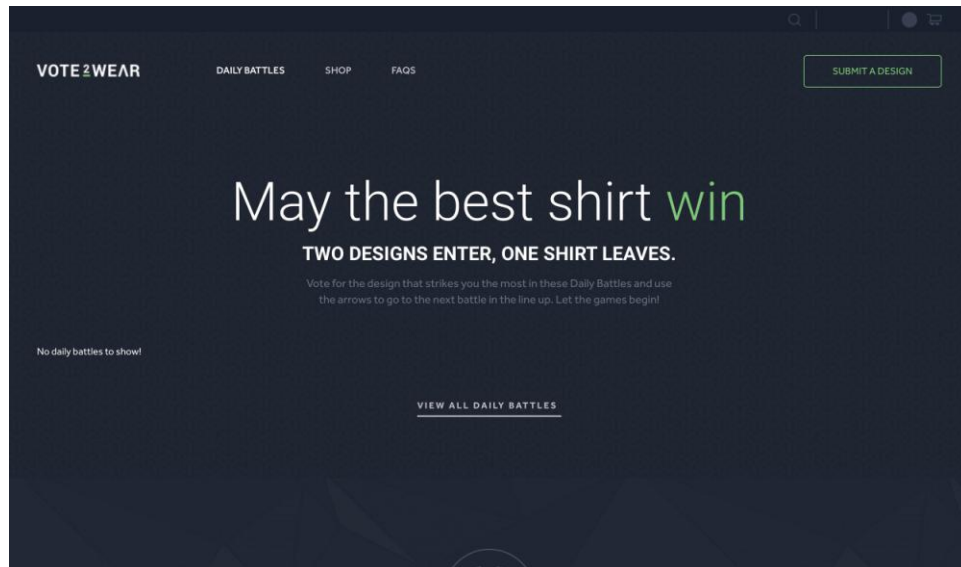 VOTE2WEAR
DAILY BATTLES
SHOP
FAQS
SUBMIT A DESIGN
May the best shirt win
TWO DESIGNS ENTER, ONE SHIRT LEAVES.
Vote for the design that strikes you the most in these Daily Battles and use
the arrows to go to the next battle in the line up. Let the games begin!
No daily battles to show!
VIEW ALL DAILY BATTLES